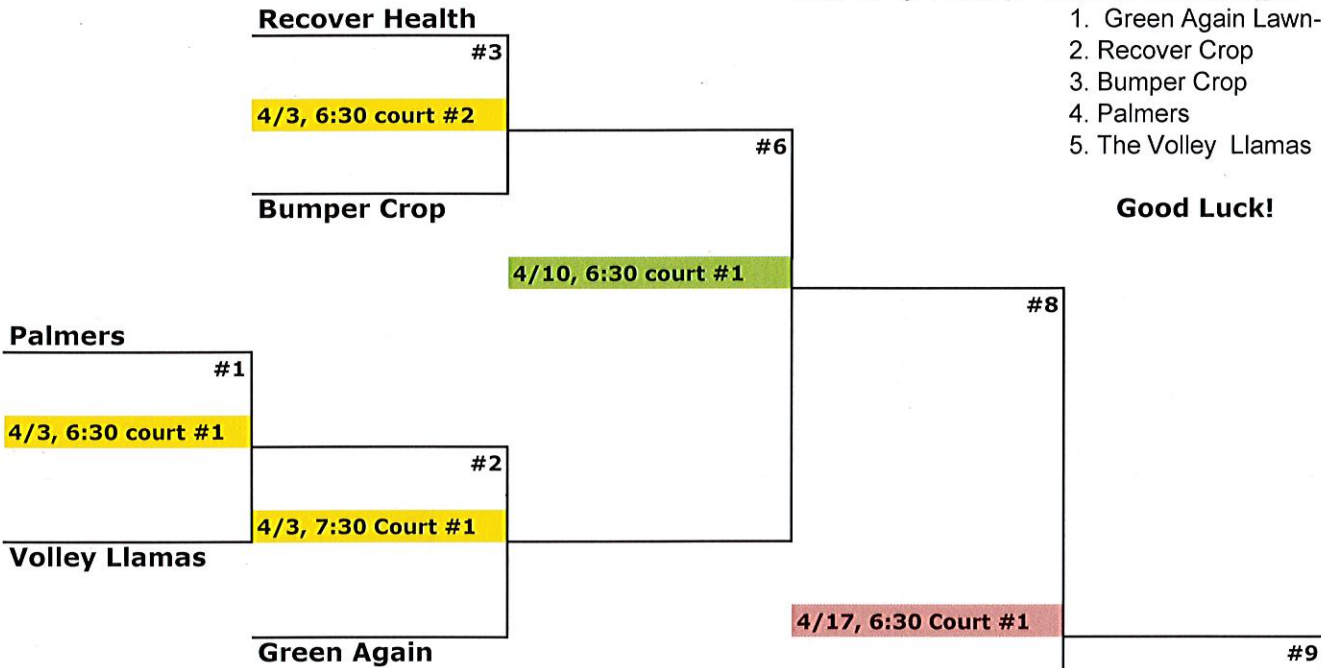 Recover Health
1. Green Again Lawn-
#3
2. Recover Crop
3. Bumper Crop
4/3, 6:30 court #2
4. Palmers
#6
5. The Volley Llamas
Bumper Crop
Good Luck!
4/10, 6:30 court #1
#8
Palmers
#1
4/3, 6:30 court #1
#2
4/3, 7:30 Court #1
Volley Llamas
4/17, 6:30 Court #1
Green Again
#9